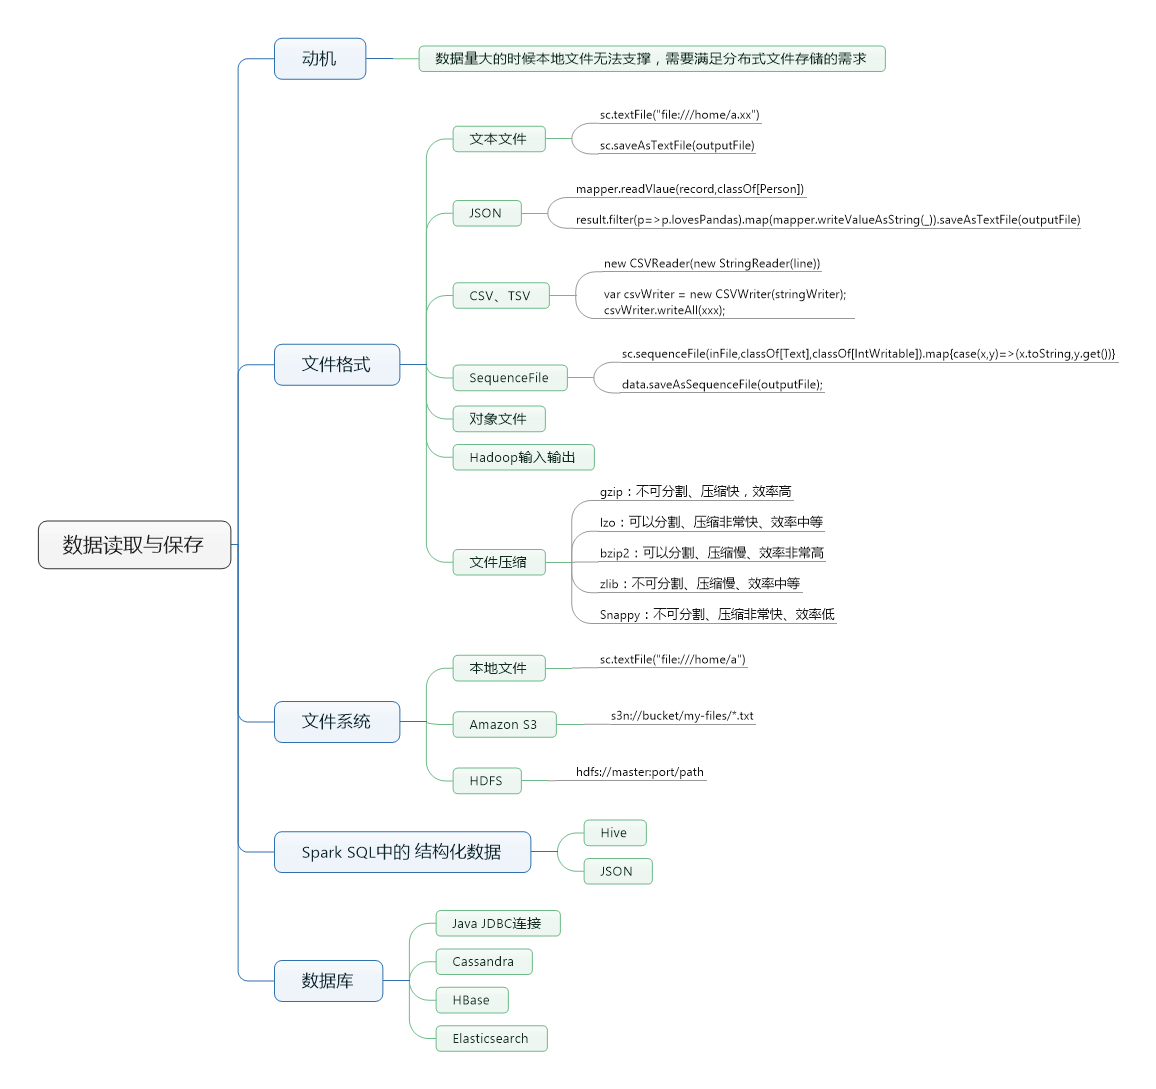 数据读取与保存
动机
数据量大的时候本地文件无法支撑，需要满足分布式文件存储的需求
文件格式
文本文件
sc.textFile("file:///home/a.xx")
sc.saveAsTextFile(outputFile)
JSON
mapper.readVlaue(record,classOf[Person])
result.filter(p=>p.lovesPandas).map(mapper.writeValueAsString(_)).saveAsTextFile(outputFile)
CSV、TSV
new CSVReader(new StringReader(line))
var csvWriter = new CSVWriter(stringWriter);
csvWriter.writeAll(xxx);
SequenceFile
sc.sequenceFile(inFile,classOf[Text],classOf[IntWritable]).map{case(x,y)=>(x.toString,y.get())}
data.saveAsSequenceFile(outputFile);
对象文件
Hadoop输入输出
文件压缩
gzip：不可分割、压缩快，效率高
lzo：可以分割、压缩非常快、效率中等
bzip2：可以分割、压缩慢、效率非常高
zlib：不可分割、压缩慢、效率中等
Snappy：不可分割、压缩非常快、效率低
文件系统
本地文件
sc.textFile("file:///home/a")
Amazon S3
s3n://bucket/my-files/*.txt
HDFS
hdfs://master:port/path
Spark SQL中的 结构化数据
Hive
JSON
数据库
Java JDBC连接
Cassandra
HBase
Elasticsearch